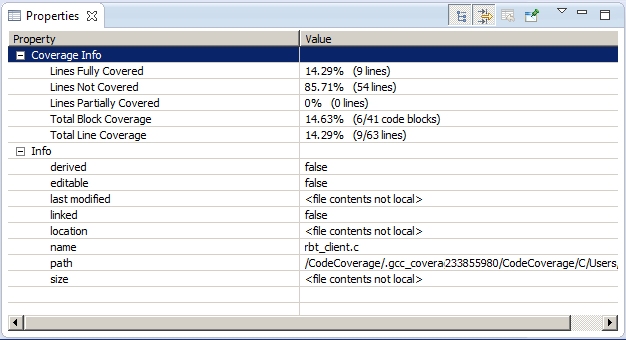 Properties
Property Value
Coverage Info
Lines Fully Covered 14.29% (9 lines)
Lines Not Covered 85.71% (54 lines)
Lines Partially Covered 0% (0 lines)
Total Block Coverage 14.63% (6/41 code blocks)
Total Line Coverage 14.29% (9/63 lines)
Info
derived false
editable false
last modified <file contents not local>
linked false
location <file contents not local>
name rbt_client.c
path /CodeCoverage/.gcc_covera233855980/CodeCoverage/C/Users,
size <file contents not local>